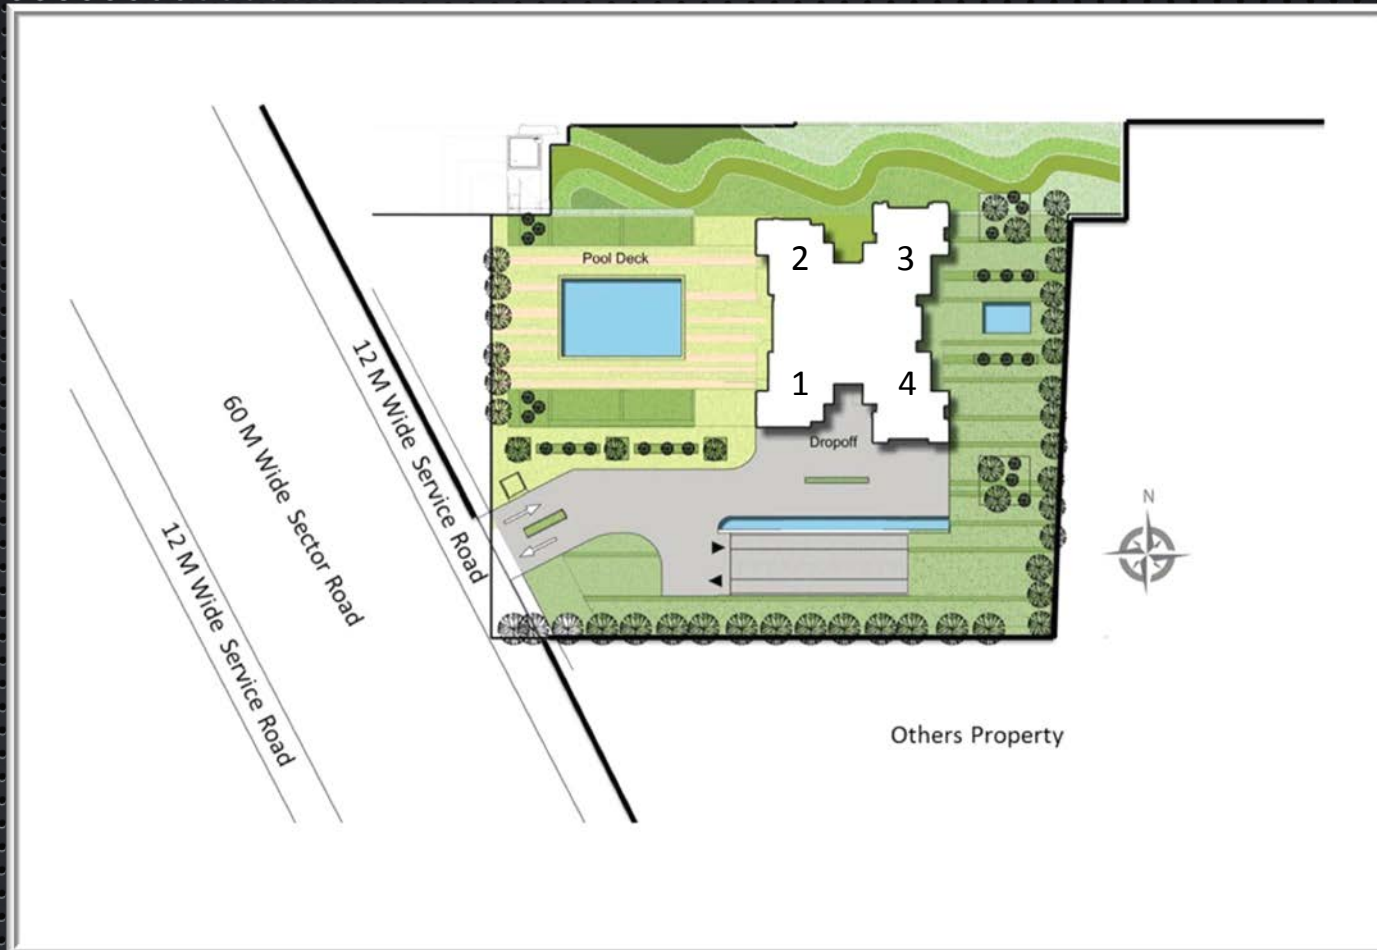 Pool Deck
2
3
1
4
Dropoff
12 M Wide Service Road
60 M Wide Sector Road
12 M Wide Service Road
N
Others Property